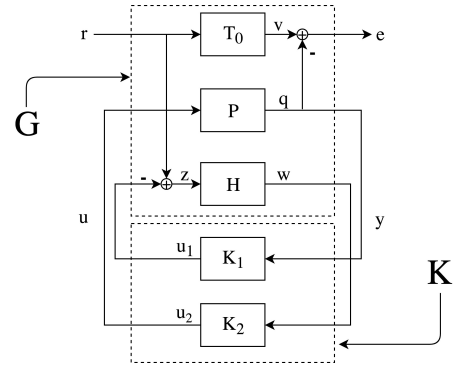 r T₀ v e
-
G
P q
- z H w
u y
u₁ K₁
K
u₂ K₂